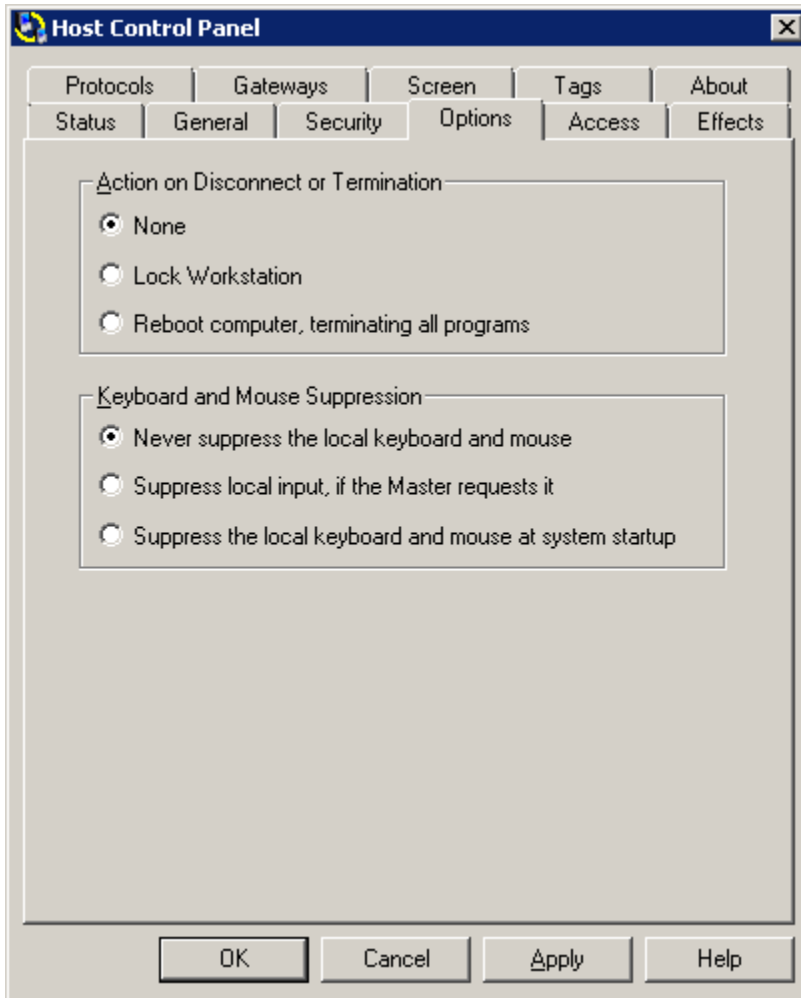 Host Control Panel
Protocols Gateways Screen Tags About
Status General Security Options Access Effects
Action on Disconnect or Termination
None
Lock Workstation
Reboot computer, terminating all programs
Keyboard and Mouse Suppression
Never suppress the local keyboard and mouse
Suppress local input, if the Master requests it
Suppress the local keyboard and mouse at system startup
OK Cancel Apply Help